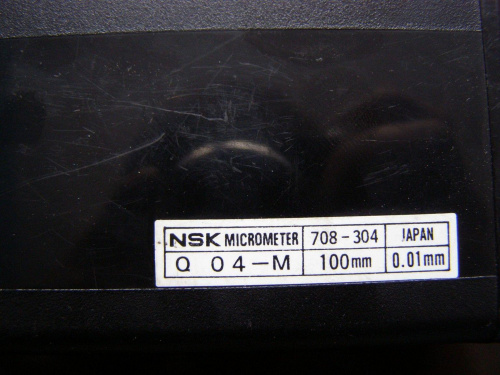 NSK MICROMETER 708-304 JAPAN
Q 04-M 100mm 0.01mm